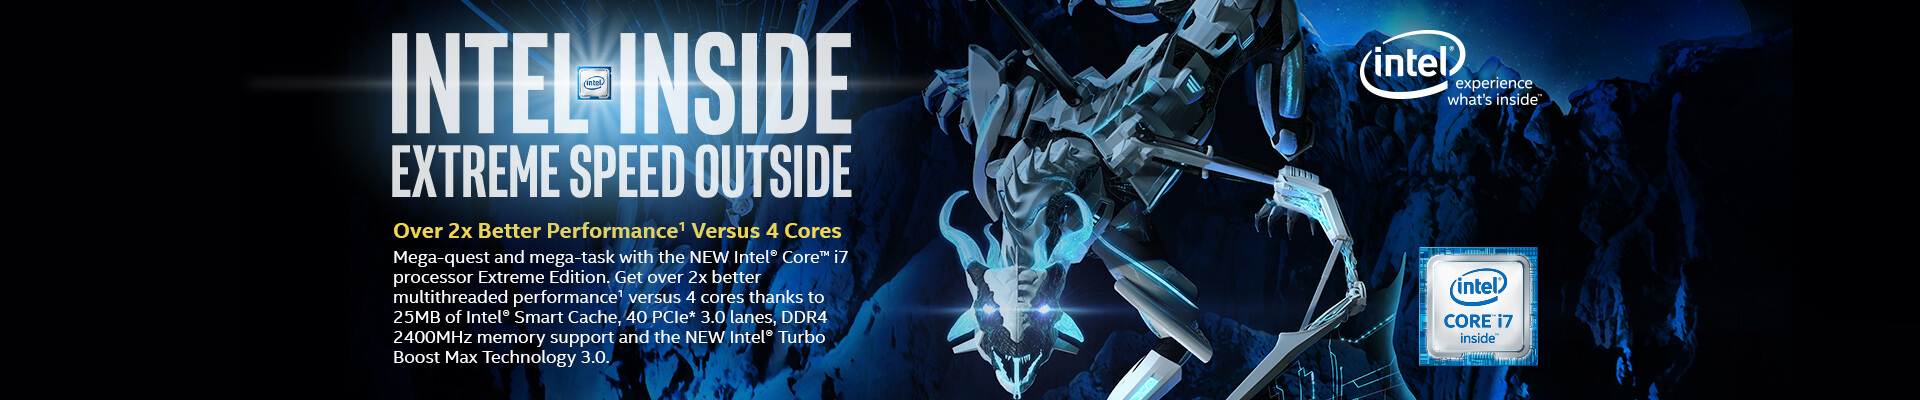 INTEL INSIDE
intel
EXTREME SPEED OUTSIDE
Over 2x Better Performance¹ Versus 4 Cores
Mega-quest and mega-task with the NEW Intel® Core™ i7
processor Extreme Edition. Get over 2x better
multithreaded performance¹ versus 4 cores thanks to
25MB of Intel® Smart Cache, 40 PCIe* 3.0 lanes, DDR4
2400MHz memory support and the NEW Intel® Turbo
Boost Max Technology 3.0.
intel®
experience
what's inside™
intel®
CORE™ i7
inside™